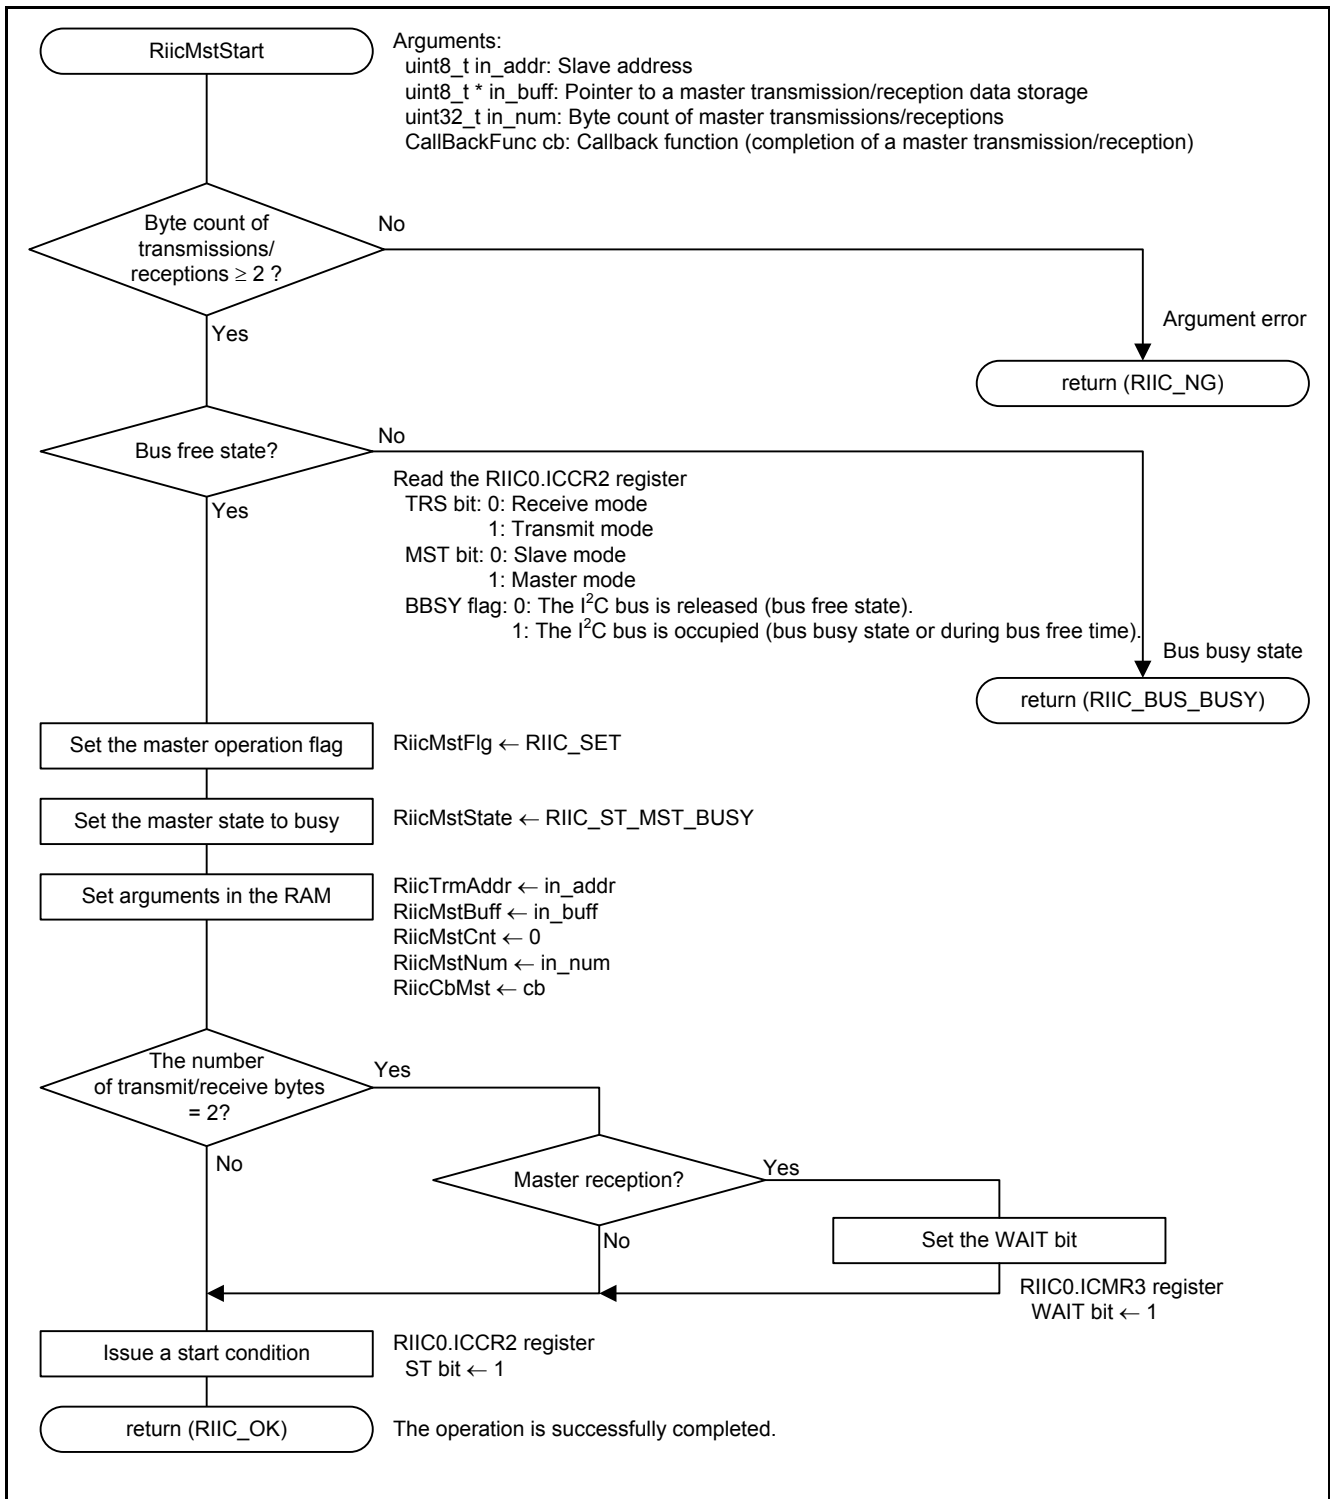 RiicMstStart
Arguments:
uint8_t in_addr: Slave address
uint8_t * in_buff: Pointer to a master transmission/reception data storage
uint32_t in_num: Byte count of master transmissions/receptions
CallBackFunc cb: Callback function (completion of a master transmission/reception)
Byte count of
transmissions/
receptions ≥ 2 ?
No
Yes
Argument error
return (RIIC_NG)
Bus free state?
No
Yes
Read the RIIC0.ICCR2 register
TRS bit: 0: Receive mode
1: Transmit mode
MST bit: 0: Slave mode
1: Master mode
BBSY flag: 0: The I²C bus is released (bus free state).
1: The I²C bus is occupied (bus busy state or during bus free time).
Bus busy state
return (RIIC_BUS_BUSY)
Set the master operation flag
RiicMstFlg ← RIIC_SET
Set the master state to busy
RiicMstState ← RIIC_ST_MST_BUSY
Set arguments in the RAM
RiicTrmAddr ← in_addr
RiicMstBuff ← in_buff
RiicMstCnt ← 0
RiicMstNum ← in_num
RiicCbMst ← cb
The number
of transmit/receive bytes
= 2?
Yes
No
Master reception?
Yes
No
Set the WAIT bit
RIIC0.ICMR3 register
WAIT bit ← 1
Issue a start condition
RIIC0.ICCR2 register
ST bit ← 1
return (RIIC_OK)
The operation is successfully completed.